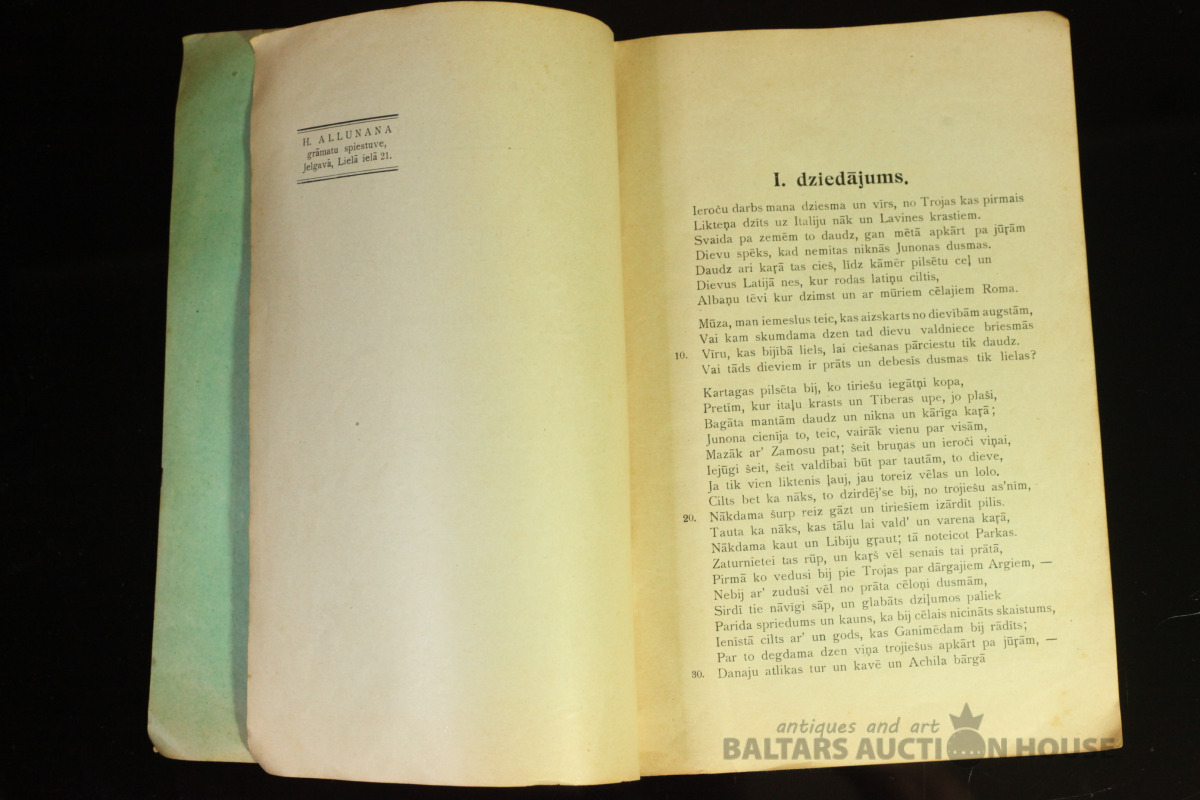 H. ALLUNANA
grāmatu spiestuve,
Jelgavā, Lielā ielā 21.
I. dziedājums.
Ieroču darbs mana dziesma un vīrs, no Trojas kas pirmais
Likteņa dzīts uz Italiju nāk un Lavines krastiem.
Svaida pa zemēm to daudz, gan mētā apkārt pa jūŗām
Dievu spēks, kad nemitas niknās Junonas dusmas.
Daudz ari kaŗā tas cieš, līdz kāmēr pilsētu ceļ un
Dievus Latijā nes, kur rodas latiņu ciltis,
Albaņu tēvi kur dzimst un ar mūriem cēlajiem Roma.
Mūza, man iemeslus teic, kas aizskarts no dievībām augstām,
Vai kam skumdama dzen tad dievu valdniece briesmās
10. Vīru, kas bijībā liels, lai ciešanas pārciestu tik daudz.
Vai tāds dieviem ir prāts un debesīs dusmas tik lielas?
Kartagas pilsēta bij, ko tiriešu iegātņi kopa,
Pretīm, kur itaļu krasts un Tiberas upe, jo plaši,
Bagāta mantām daudz un nikna un kārīga kaŗā;
Junona cienīja to, teic, vairāk vienu par visām,
Mazāk ar' Zamosu pat; šeit bruņas un ieroči viņai,
Iejūgi šeit, šeit valdībai būt par tautām, to dieve,
Ja tik vien liktenis ļauj, jau toreiz vēlas un lolo.
Cilts bet ka nāks, to dzirdēj'se bij, no trojiešu as'nīm,
20. Nākdama šurp reiz gāzt un tiriešiem izārdīt pilis.
Tauta ka nāks, kas tālu lai vald' un varena kaŗā,
Nākdama kaut un Libiju gŗaut; tā noteicot Parkas.
Zaturnietei tas rūp, un kaŗš vēl senais tai prātā,
Pirmā ko vedusi bij pie Trojas par dārgajiem Argiem, —
Nebij ar' zuduši vēl no prāta cēloņi dusmām,
Sirdī tie nāvīgi sāp, un glabāts dziļumos paliek
Parida spriedums un kauns, ka bij cēlais nicināts skaistums,
Ienīstā cilts ar' un gods, kas Ganimēdam bij rādīts;
Par to degdama dzen viņa trojiešus apkārt pa jūŗām, —
30. Danaju atlikas tur un kavē un Achila bārgā
antiques and art
BALTARS AUCTION HOUSE